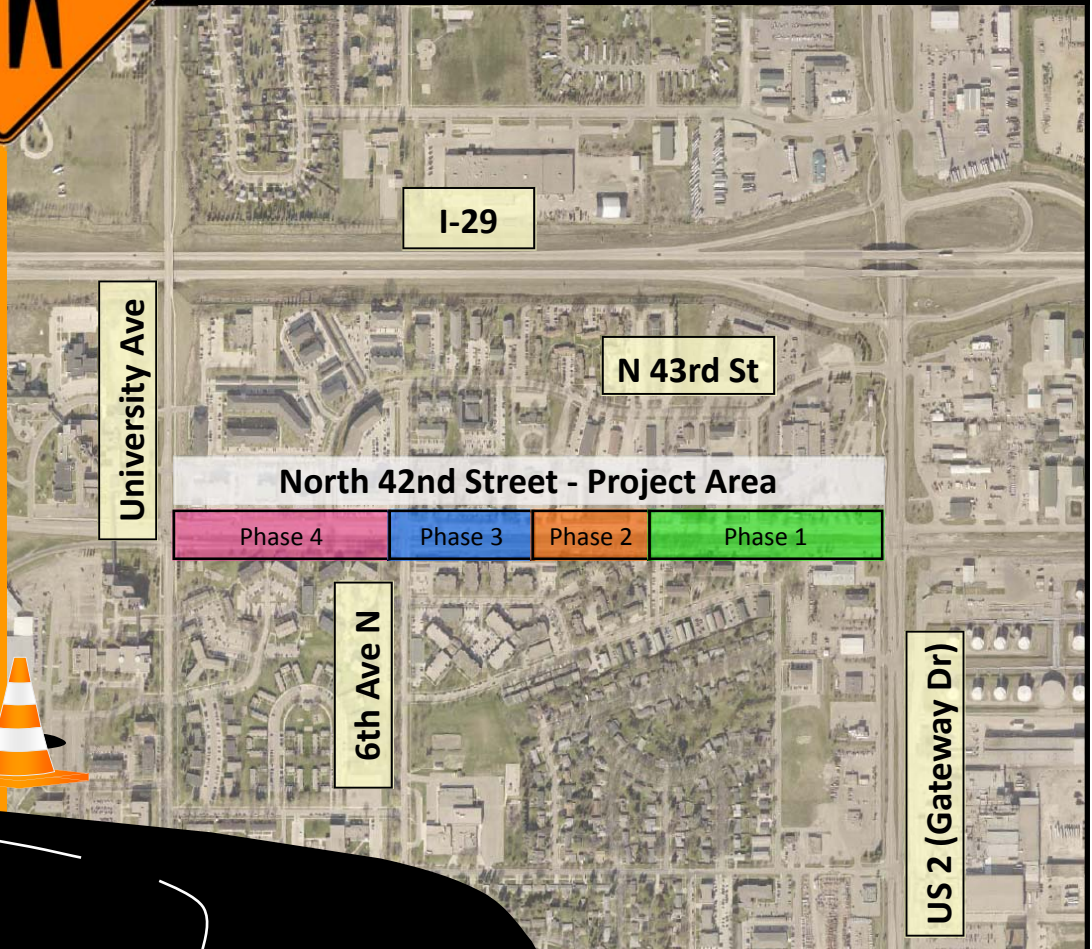 I-29
University Ave
N 43rd St
North 42nd Street - Project Area
Phase 4
Phase 3
Phase 2
Phase 1
6th Ave N
US 2 (Gateway Dr)